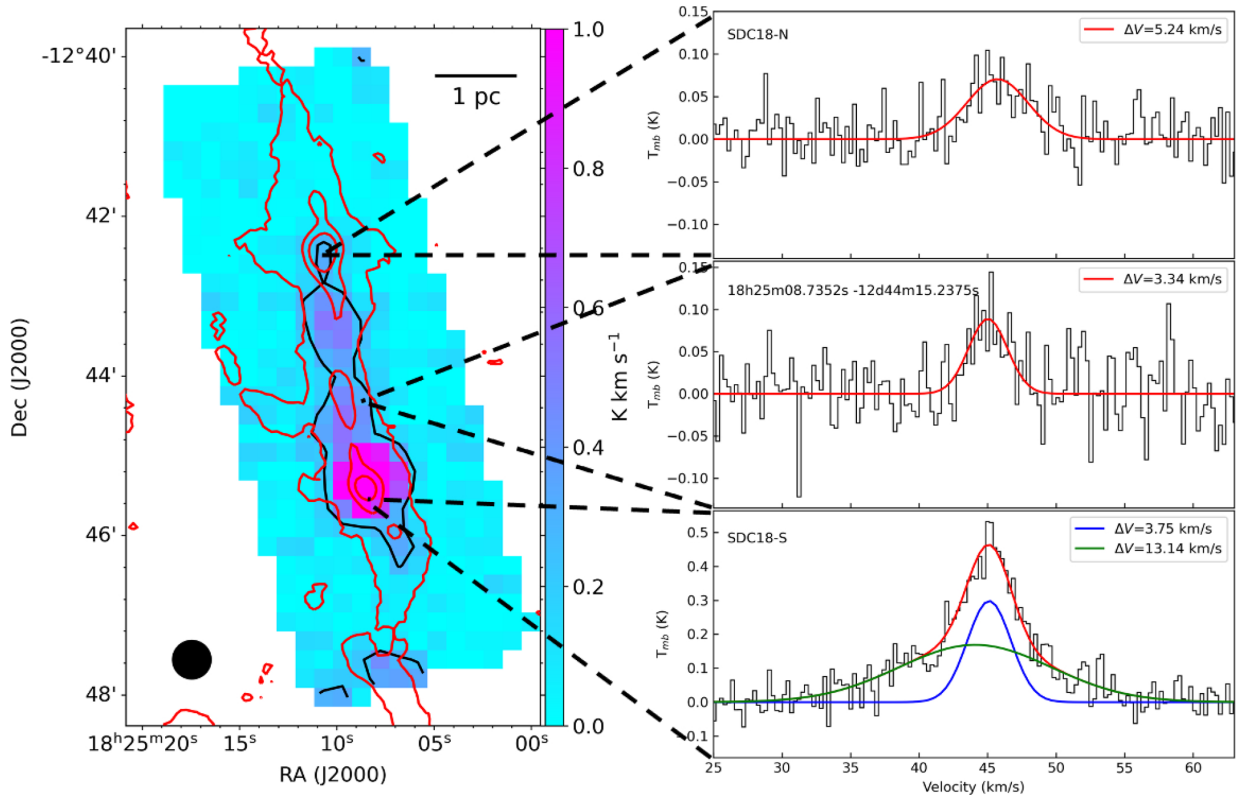 -12°40'
42'
44'
46'
48'
Dec (J2000)
1 pc
18ʰ25ᵐ20ˢ
15ˢ
10ˢ
05ˢ
00ˢ
RA (J2000)
1.0
0.8
0.6
0.4
0.2
0.0
K km s⁻¹
SDC18-N
ΔV=5.24 km/s
0.15
0.10
0.05
0.00
−0.05
−0.10
T_mb (K)
18h25m08.7352s -12d44m15.2375s
ΔV=3.34 km/s
0.15
0.10
0.05
0.00
−0.05
−0.10
T_mb (K)
SDC18-S
ΔV=3.75 km/s
ΔV=13.14 km/s
0.5
0.4
0.3
0.2
0.1
0.0
0.1
T_mb (K)
25
30
35
40
45
50
55
60
Velocity (km/s)